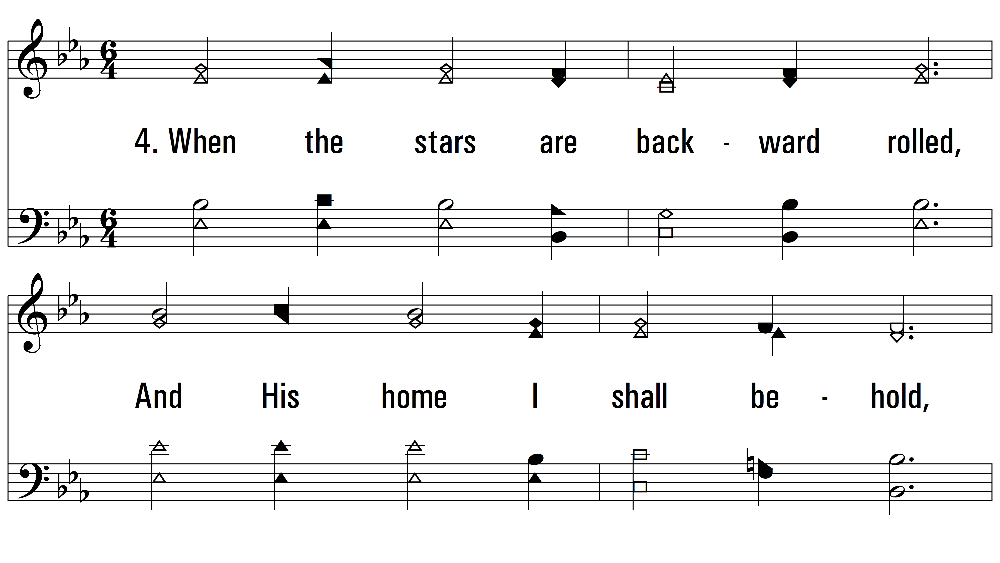 4. When the stars are back - ward rolled,
And His home I shall be - hold,